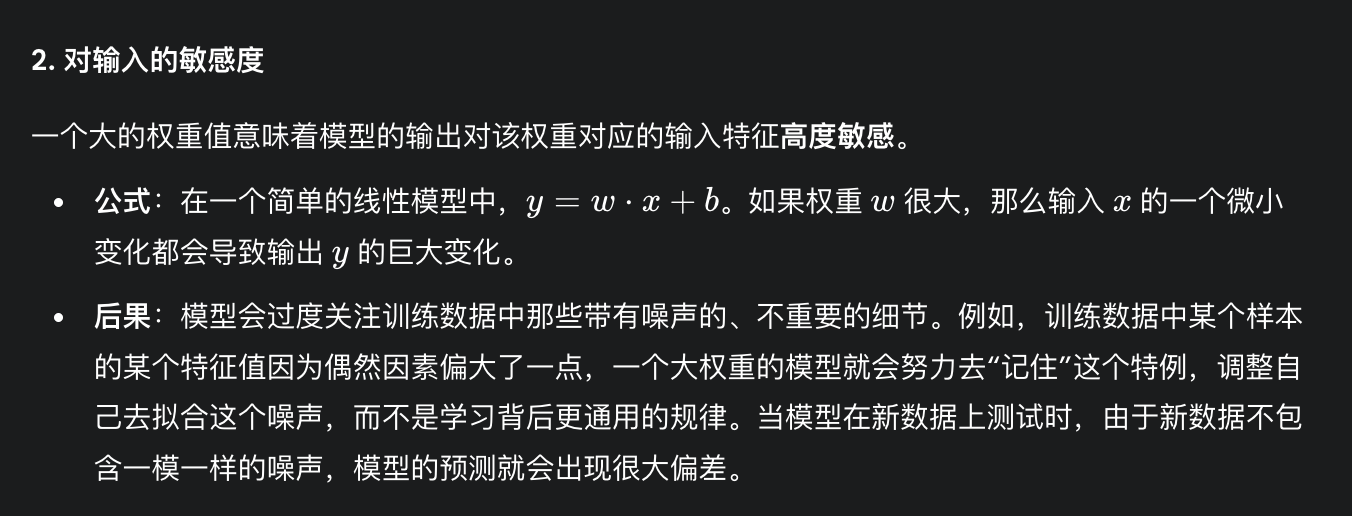 2. 对输入的敏感度
一个大的权重值意味着模型的输出对该权重对应的输入特征高度敏感。
• 公式：在一个简单的线性模型中，y = w · x + b。如果权重 w 很大，那么输入 x 的一个微小
变化都会导致输出 y 的巨大变化。
• 后果：模型会过度关注训练数据中那些带有噪声的、不重要的细节。例如，训练数据中某个样本
的某个特征值因为偶然因素偏大了一点，一个大权重的模型就会努力去“记住”这个特例，调整自
己去拟合这个噪声，而不是学习背后更通用的规律。当模型在新数据上测试时，由于新数据不包
含一模一样的噪声，模型的预测就会出现很大偏差。